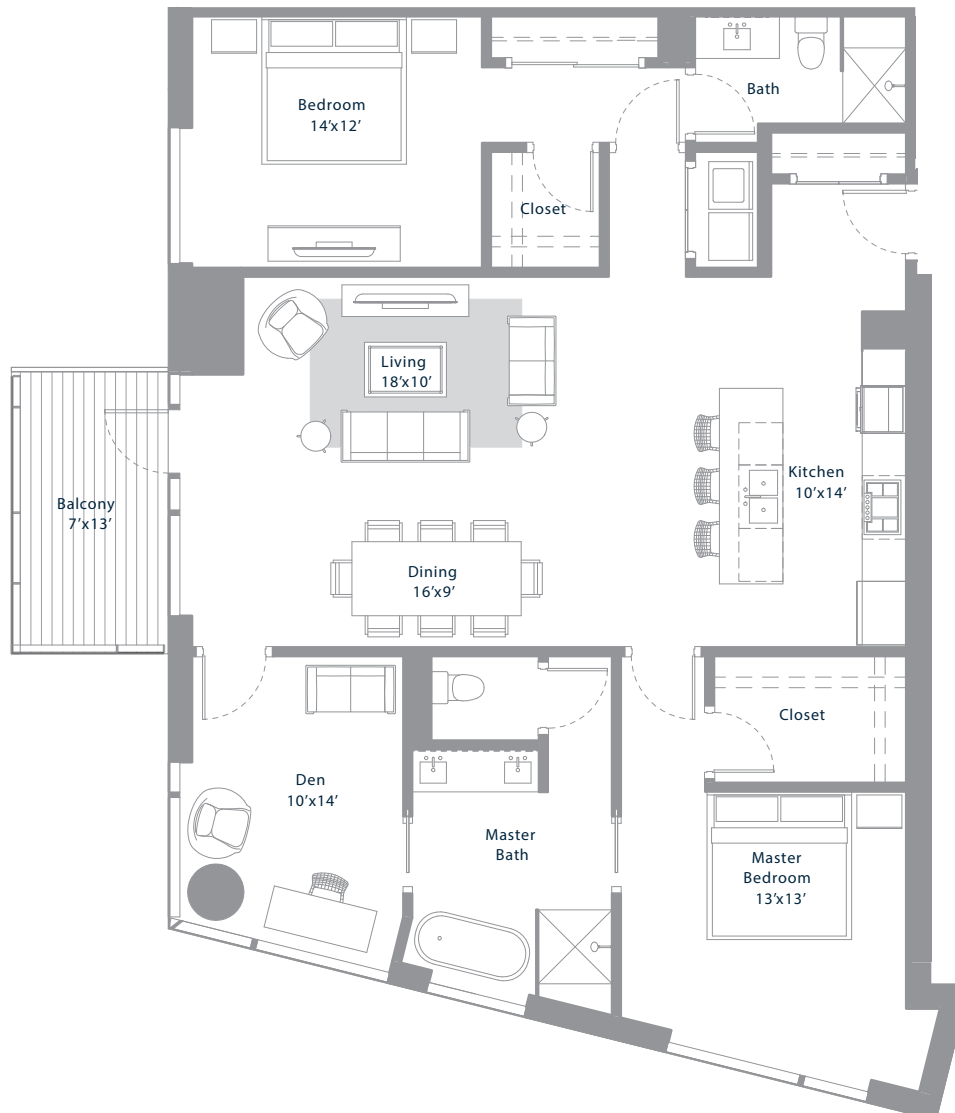 Bedroom
14’x12’
Bath
Closet
Living
18’x10’
Kitchen
10’x14’
Balcony
7’x13’
Dining
16’x9’
Closet
Den
10’x14’
Master
Bath
Master
Bedroom
13’x13’